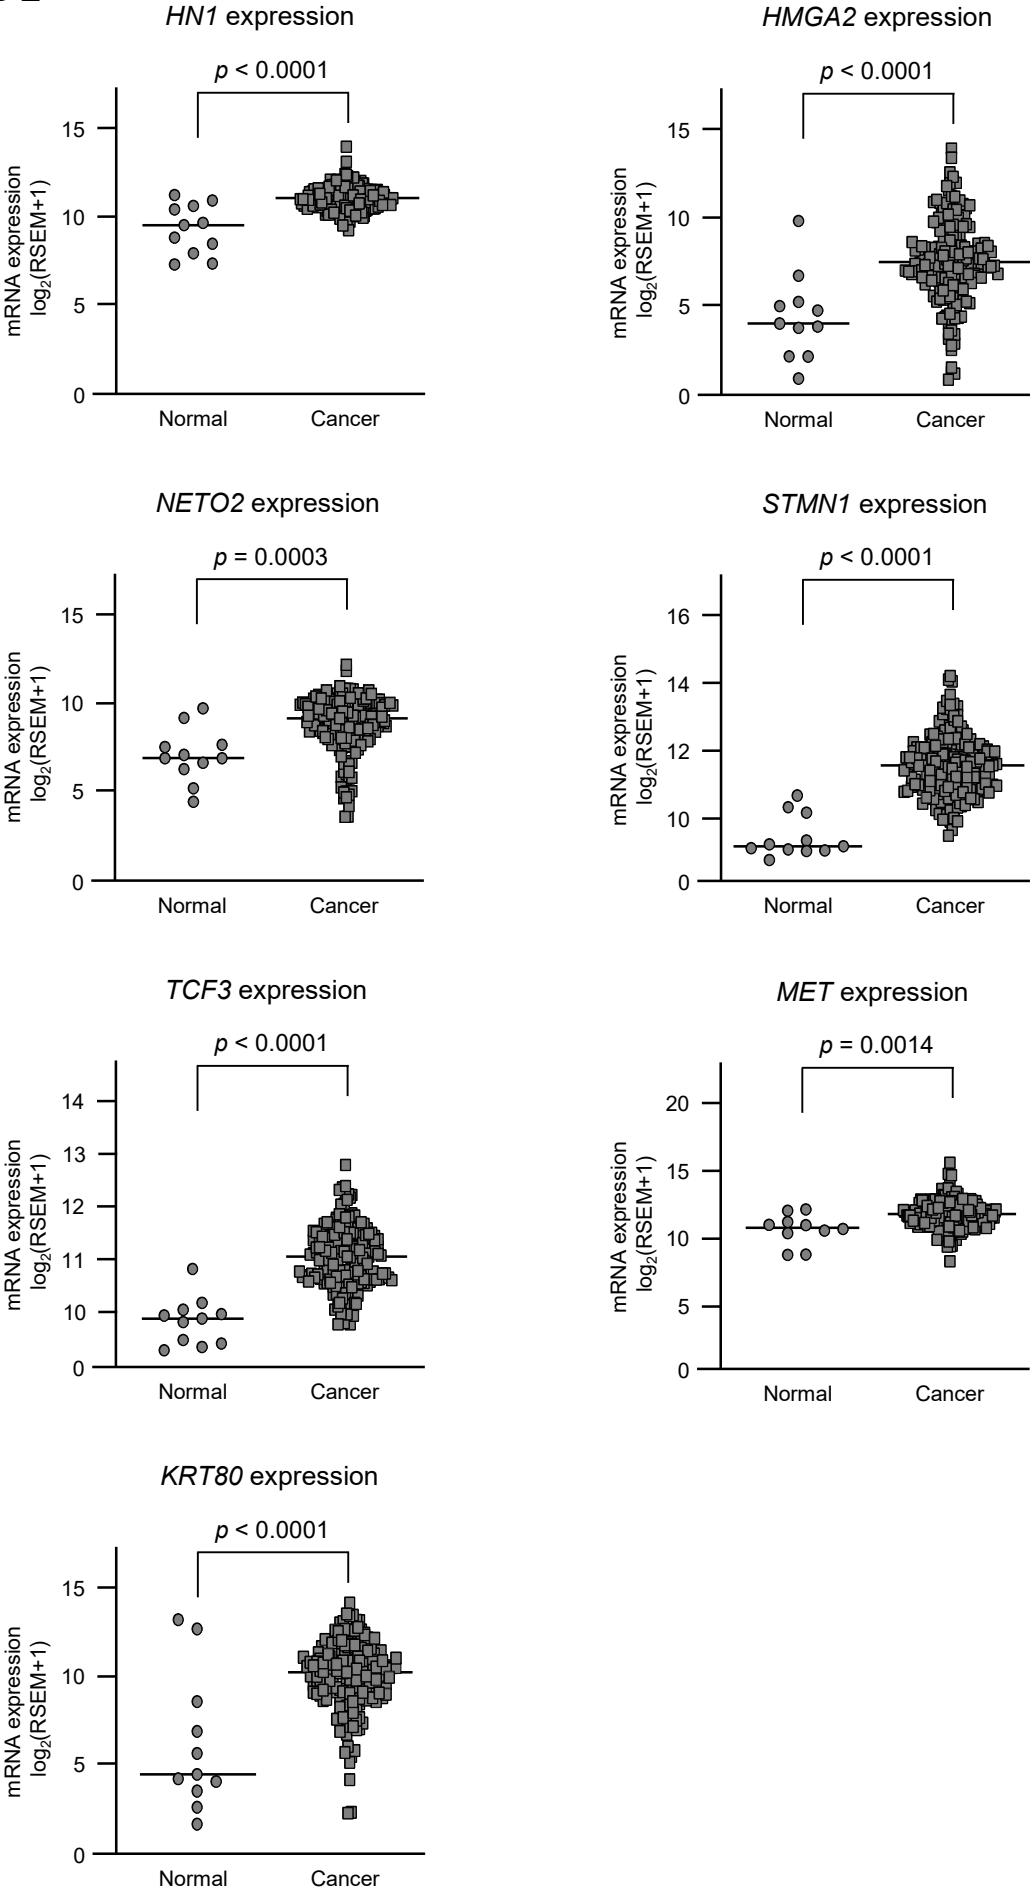 HN1 expression
p < 0.0001
mRNA expression
log2(RSEM+1)
15
10
5
0
Normal
Cancer
HMGA2 expression
p < 0.0001
mRNA expression
log2(RSEM+1)
15
10
5
0
Normal
Cancer
NETO2 expression
p = 0.0003
mRNA expression
log2(RSEM+1)
15
10
5
0
Normal
Cancer
STMN1 expression
p < 0.0001
mRNA expression
log2(RSEM+1)
16
14
12
10
0
Normal
Cancer
TCF3 expression
p < 0.0001
mRNA expression
log2(RSEM+1)
14
13
12
11
10
0
Normal
Cancer
MET expression
p = 0.0014
mRNA expression
log2(RSEM+1)
20
15
10
5
0
Normal
Cancer
KRT80 expression
p < 0.0001
mRNA expression
log2(RSEM+1)
15
10
5
0
Normal
Cancer